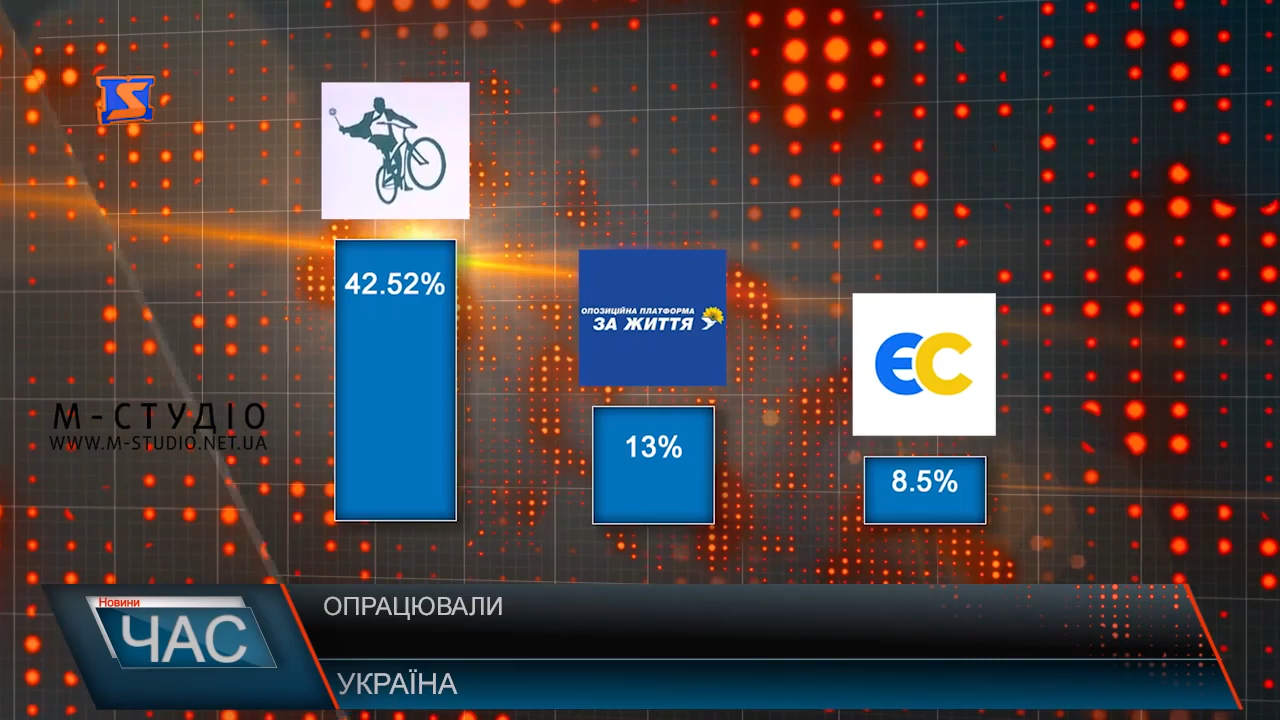 42.52%
ОПОЗИЦІЙНА ПЛАТФОРМА
ЗА ЖИТТЯ
13%
ЄС
8.5%
М-СТУДІО
WWW.M-STUDIO.NET.UA
Новини
ЧАС
ОПРАЦЮВАЛИ
УКРАЇНА